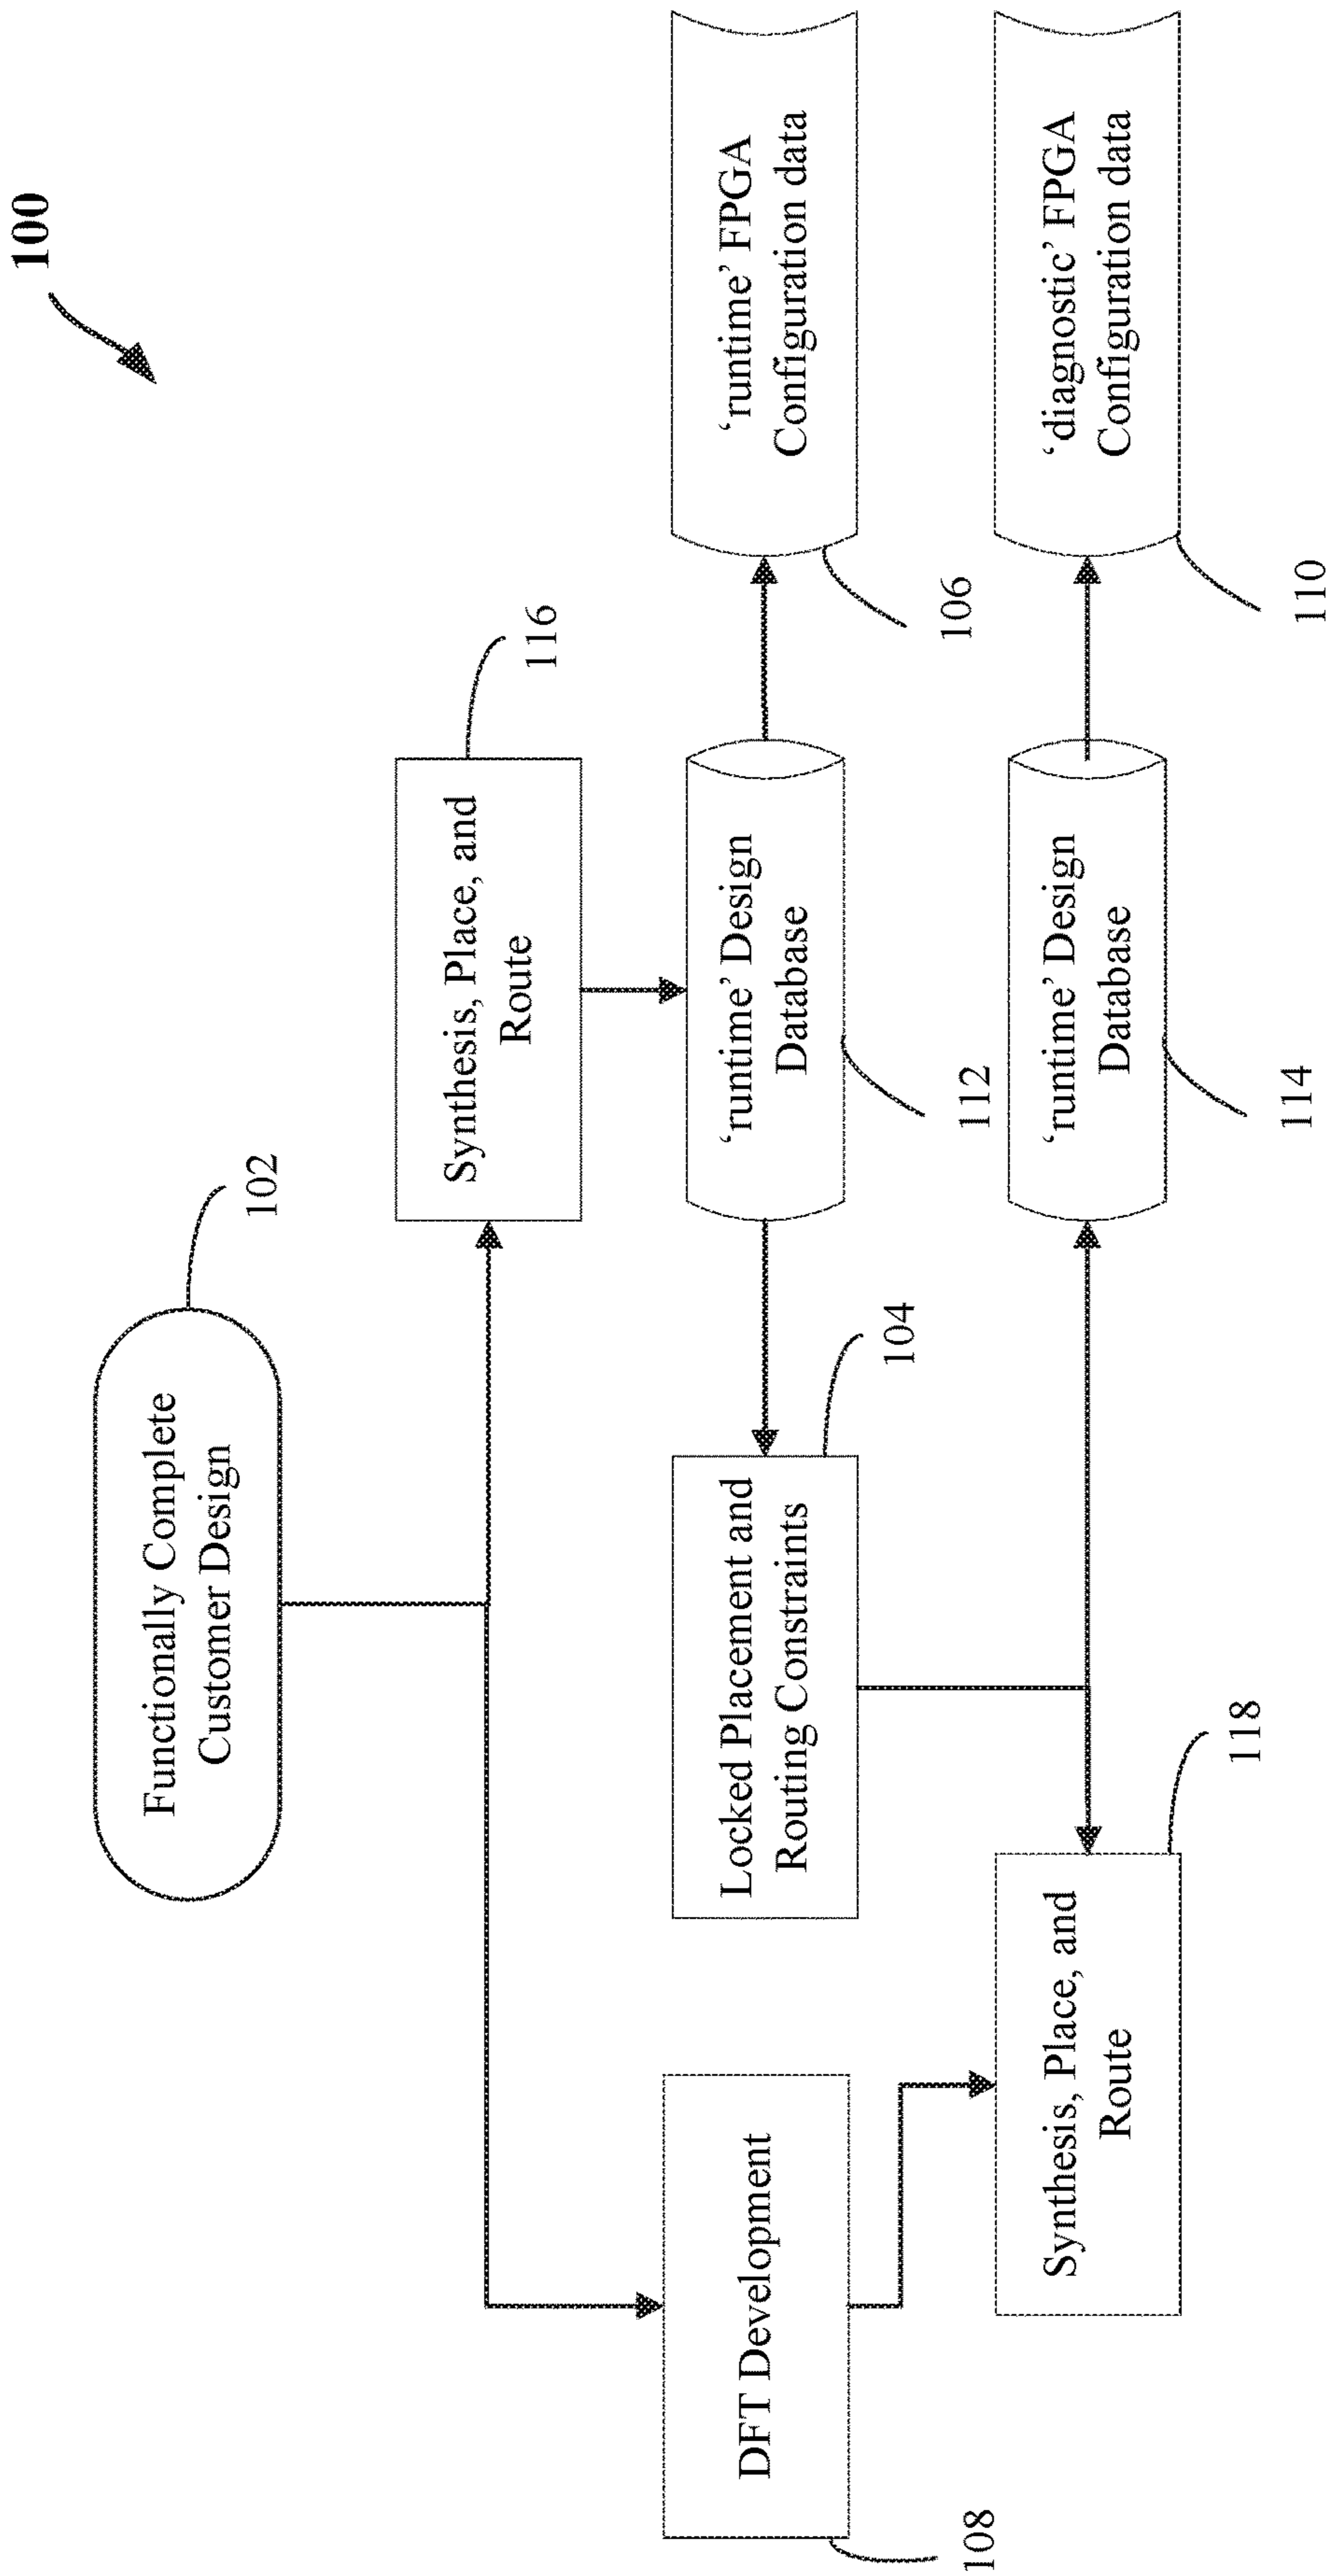 100
Functionally Complete
Customer Design
102
Synthesis, Place, and
Route
116
DFT Development
108
Locked Placement and
Routing Constraints
104
‘runtime’ Design
Database
112
‘runtime’ FPGA
Configuration data
106
Synthesis, Place, and
Route
118
‘runtime’ Design
Database
114
‘diagnostic’ FPGA
Configuration data
110